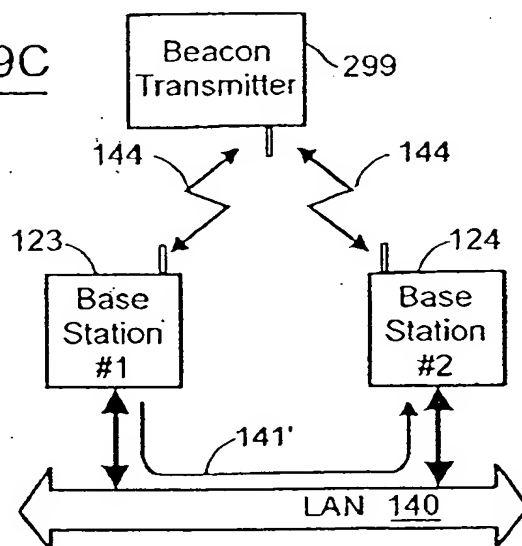 9C
Beacon
Transmitter
299
144
144
123
124
Base
Station
#1
Base
Station
#2
141'
LAN 140